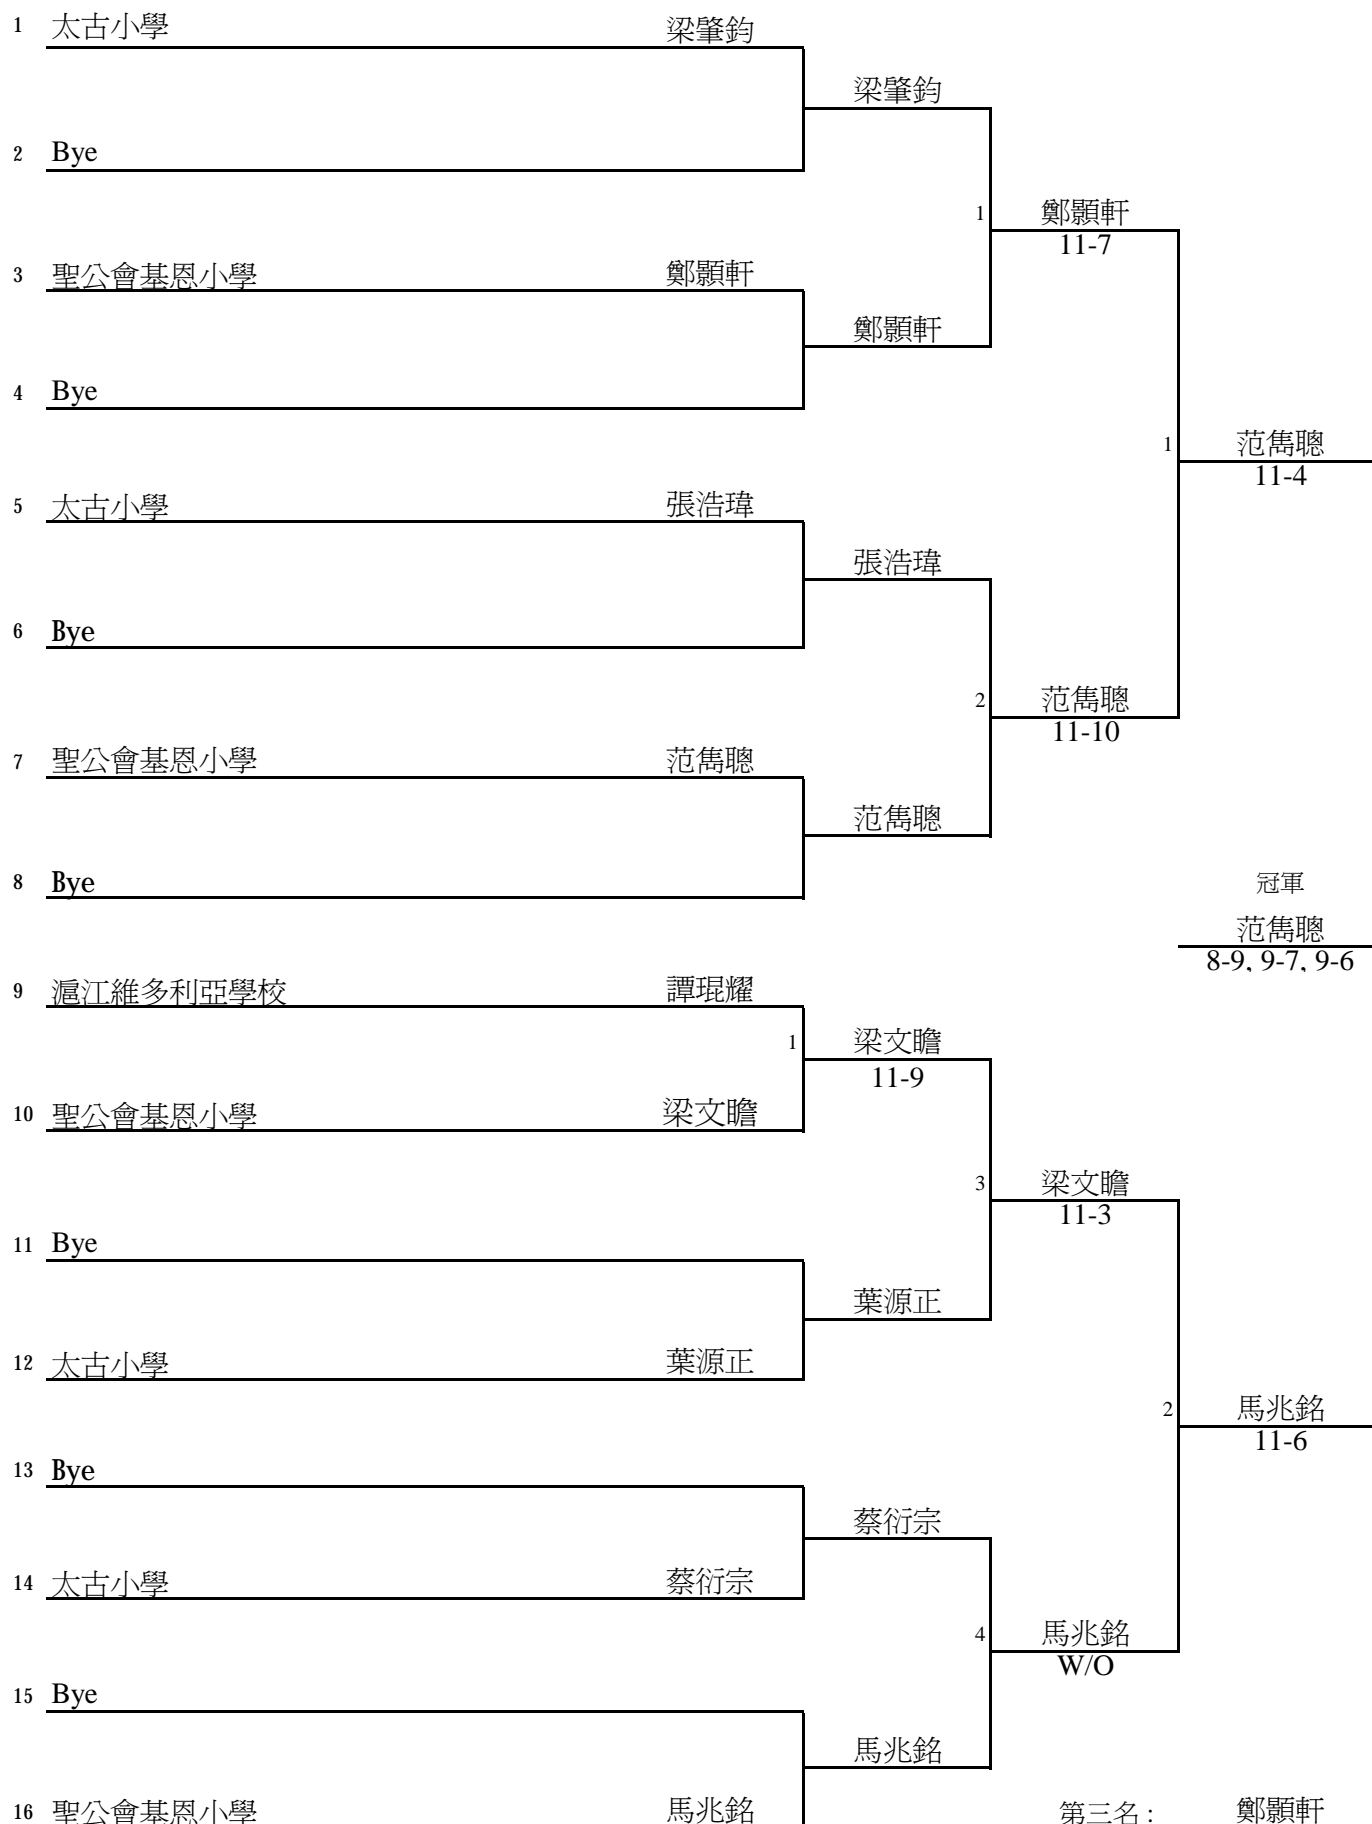 1 太古小學 梁肇鈞
梁肇鈞
2 Bye
1 鄭顥軒
11-7
3 聖公會基恩小學 鄭顥軒
鄭顥軒
4 Bye
1 范雋聰
11-4
5 太古小學 張浩瑋
張浩瑋
6 Bye
2 范雋聰
11-10
7 聖公會基恩小學 范雋聰
范雋聰
8 Bye
冠軍
范雋聰
8-9, 9-7, 9-6
9 滬江維多利亞學校 譚琨耀
1 梁文瞻
11-9
10 聖公會基恩小學 梁文瞻
3 梁文瞻
11-3
11 Bye
葉源正
12 太古小學 葉源正
2 馬兆銘
11-6
13 Bye
蔡衍宗
14 太古小學 蔡衍宗
4 馬兆銘
W/O
15 Bye
馬兆銘
16 聖公會基恩小學 馬兆銘
第三名 : 鄭顥軒